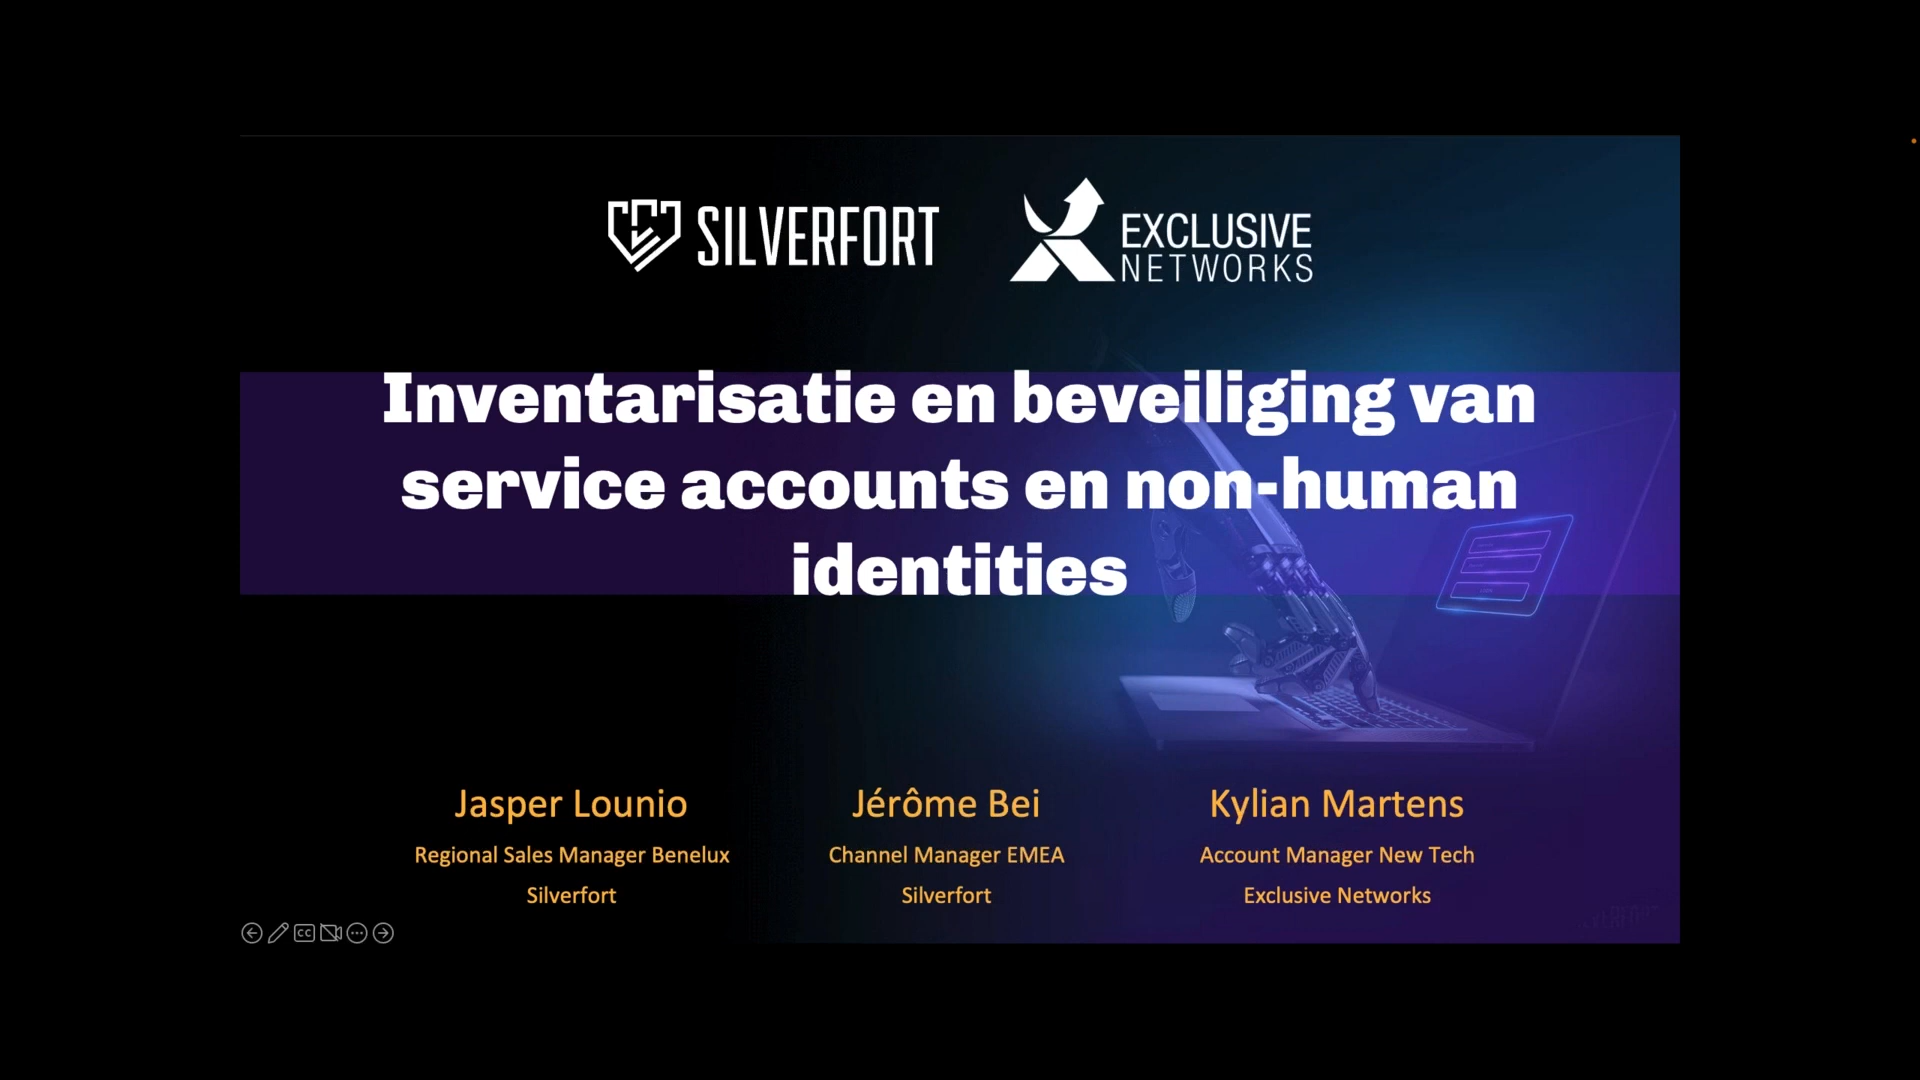 SILVERFORT
EXCLUSIVE
NETWORKS
Inventarisatie en beveiliging van
service accounts en non-human
identities
Jasper Lounio
Regional Sales Manager Benelux
Silverfort
Jérôme Bei
Channel Manager EMEA
Silverfort
Kylian Martens
Account Manager New Tech
Exclusive Networks
CC